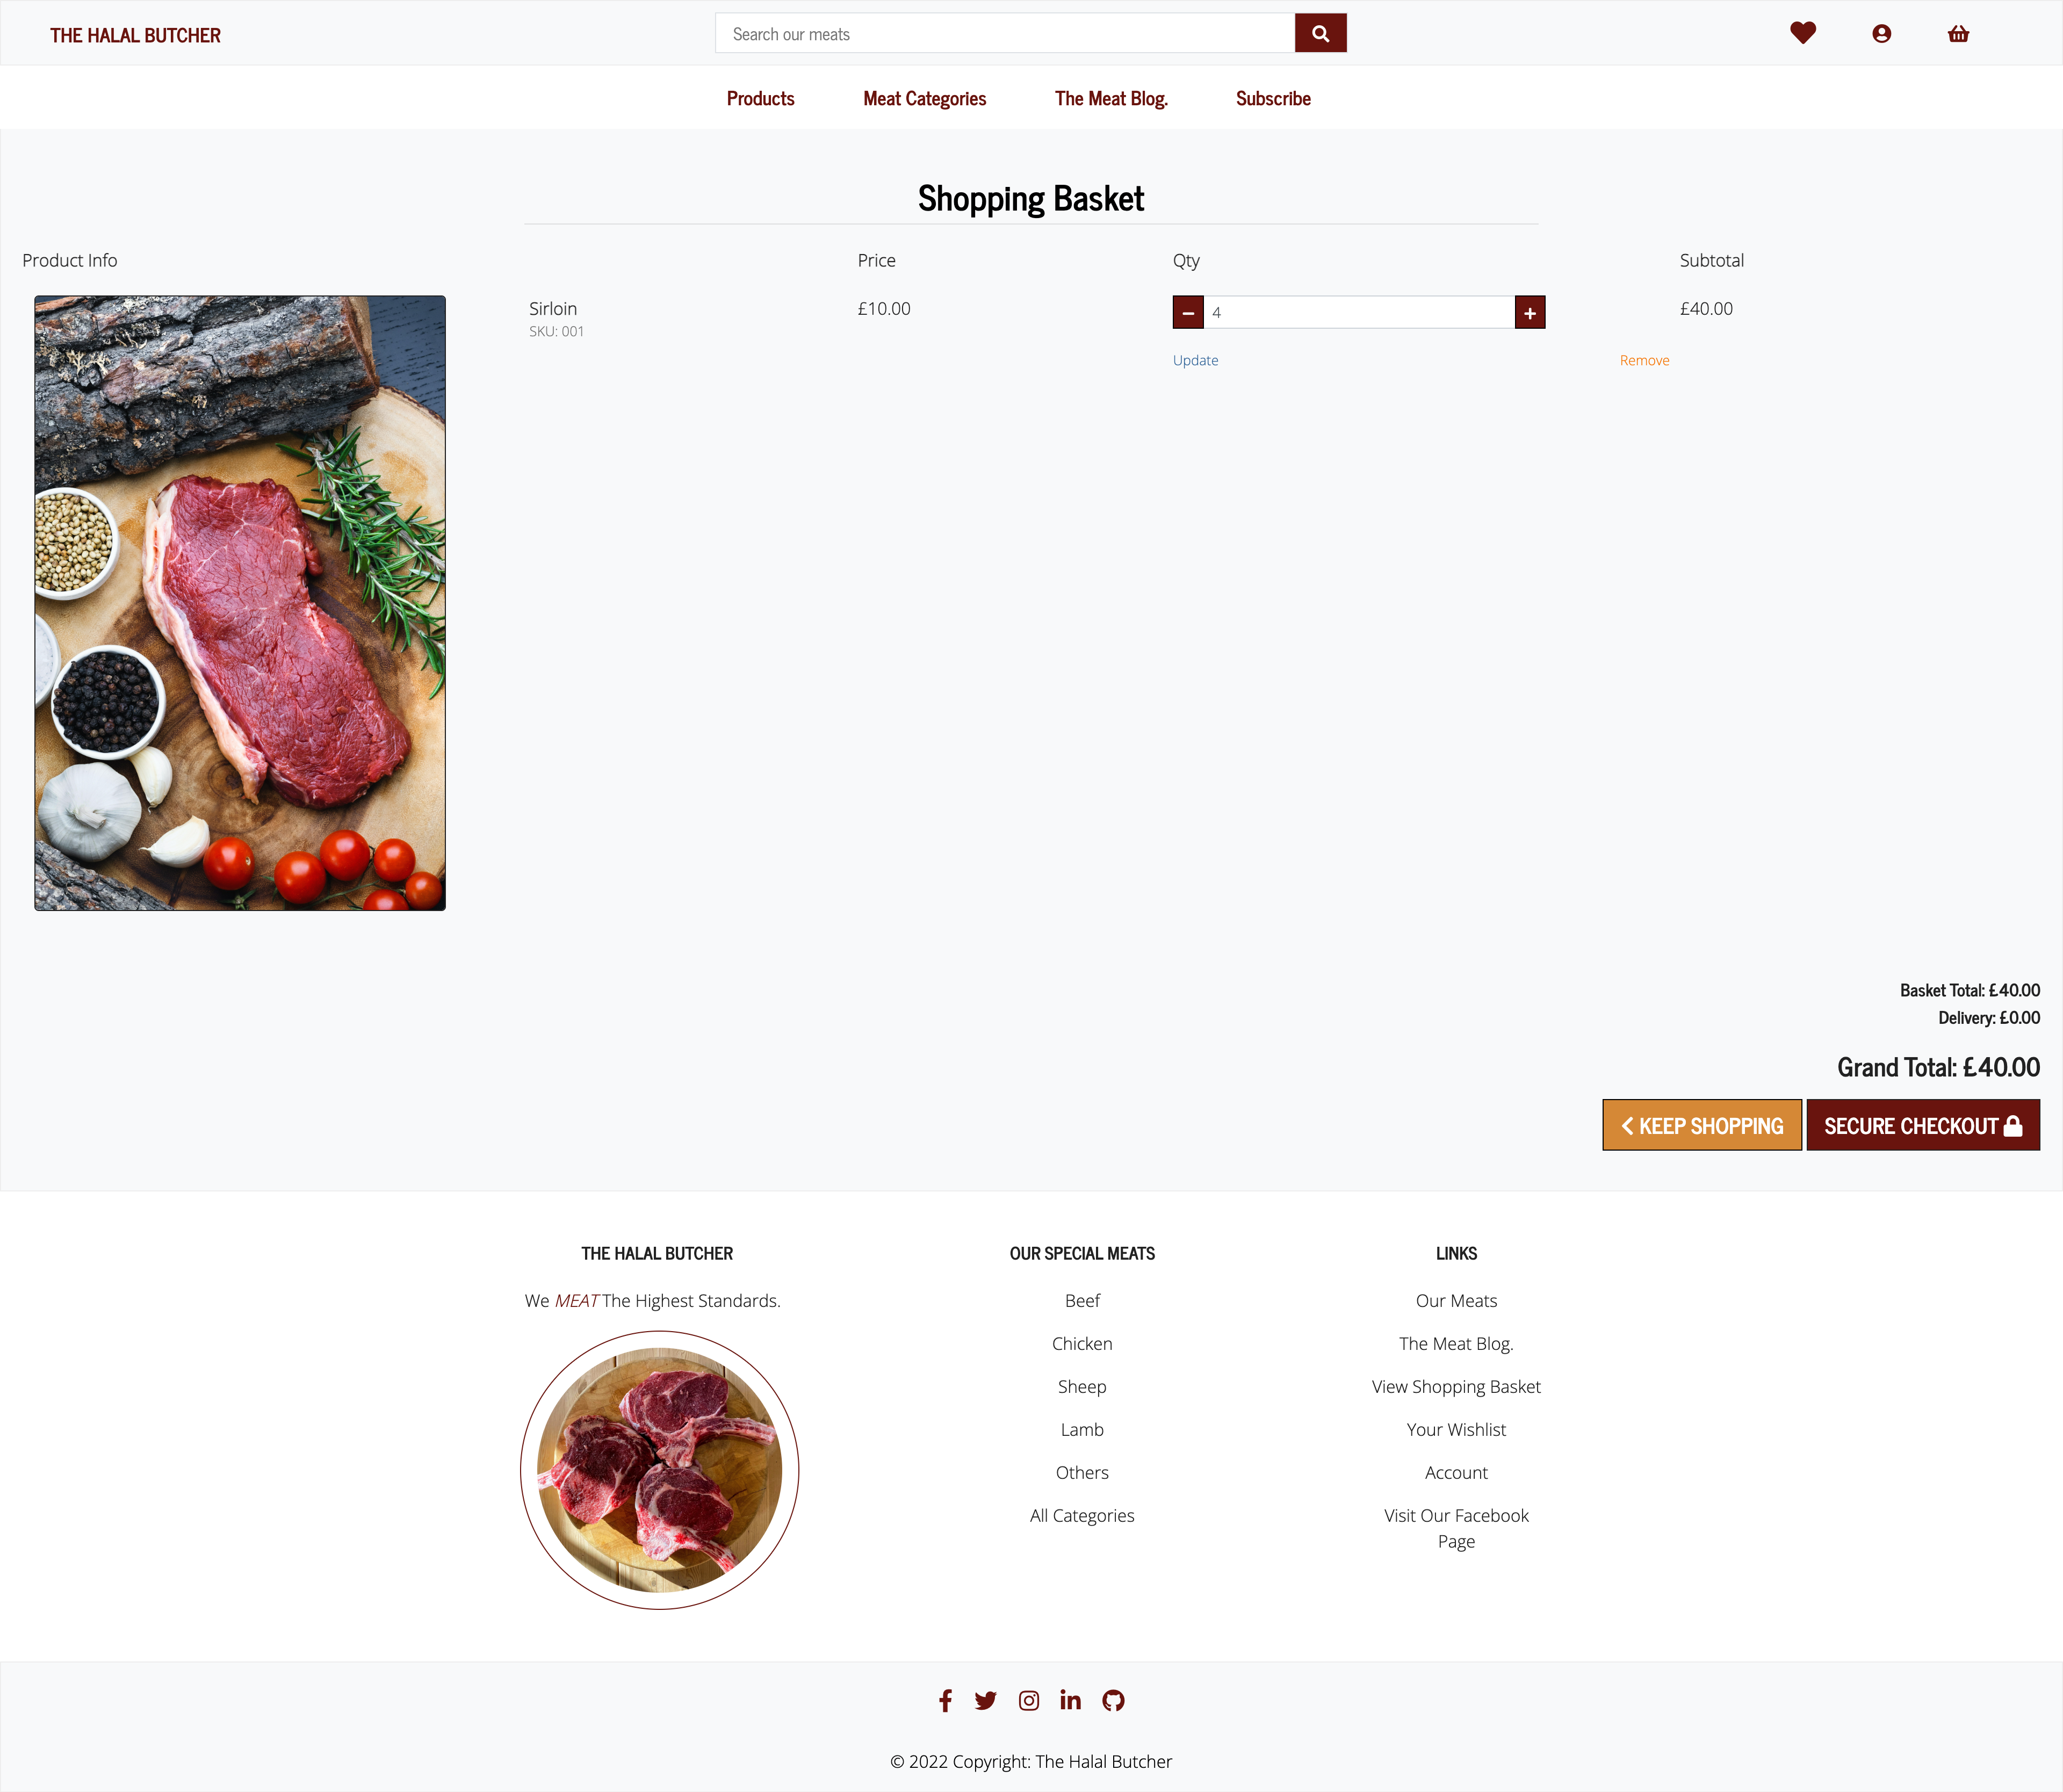 THE HALAL BUTCHER
Search our meats
Products
Meat Categories
The Meat Blog.
Subscribe
Shopping Basket
Product Info
Price
Qty
Subtotal
Sirloin
£10.00
4
£40.00
SKU: 001
Update
Remove
Basket Total: £40.00
Delivery: £0.00
Grand Total: £40.00
KEEP SHOPPING
SECURE CHECKOUT
THE HALAL BUTCHER
We MEAT The Highest Standards.
OUR SPECIAL MEATS
Beef
Chicken
Sheep
Lamb
Others
All Categories
LINKS
Our Meats
The Meat Blog.
View Shopping Basket
Your Wishlist
Account
Visit Our Facebook
Page
© 2022 Copyright: The Halal Butcher